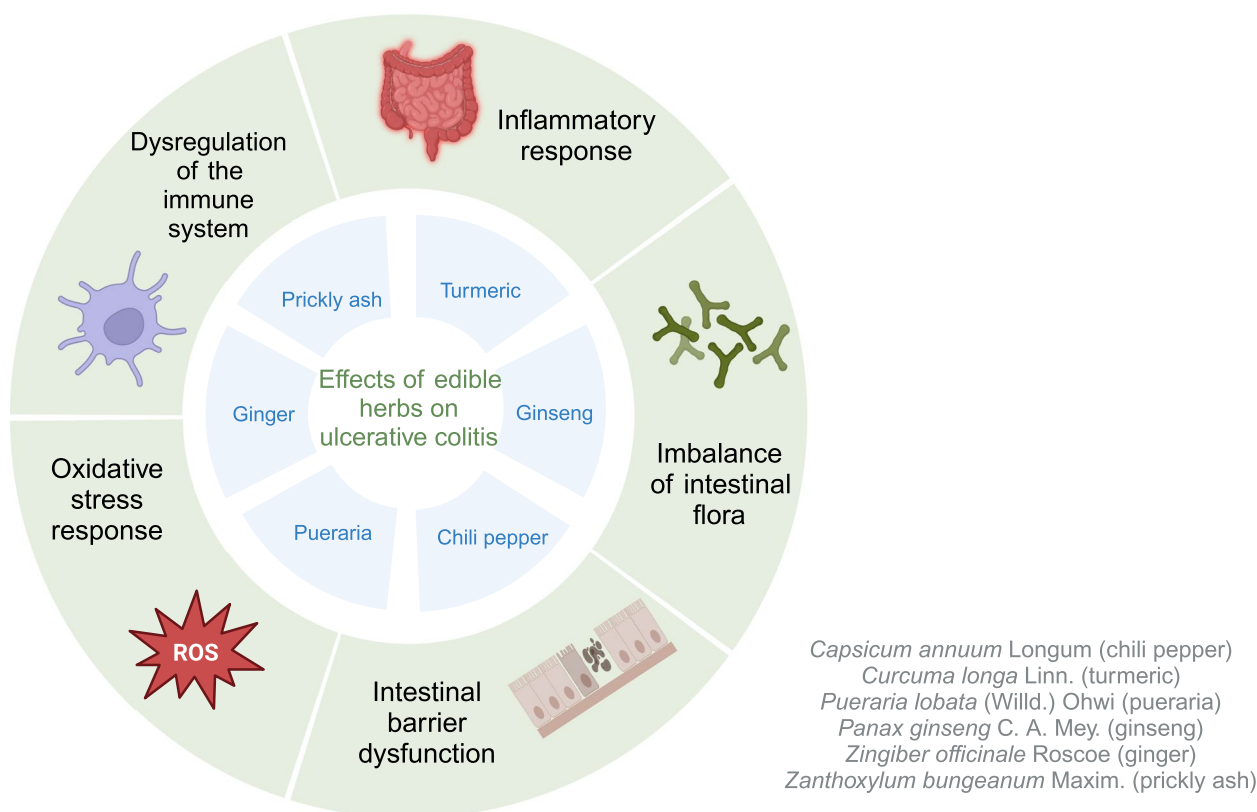 Inflammatory
response
Dysregulation
of the
immune
system
Prickly ash
Turmeric
Effects of edible
herbs on
ulcerative colitis
Ginger
Ginseng
Pueraria
Chili pepper
Imbalance
of intestinal
flora
Oxidative
stress
response
ROS
Intestinal
barrier
dysfunction
Capsicum annuum Longum (chili pepper)
Curcuma longa Linn. (turmeric)
Pueraria lobata (Willd.) Ohwi (pueraria)
Panax ginseng C. A. Mey. (ginseng)
Zingiber officinale Roscoe (ginger)
Zanthoxylum bungeanum Maxim. (prickly ash)